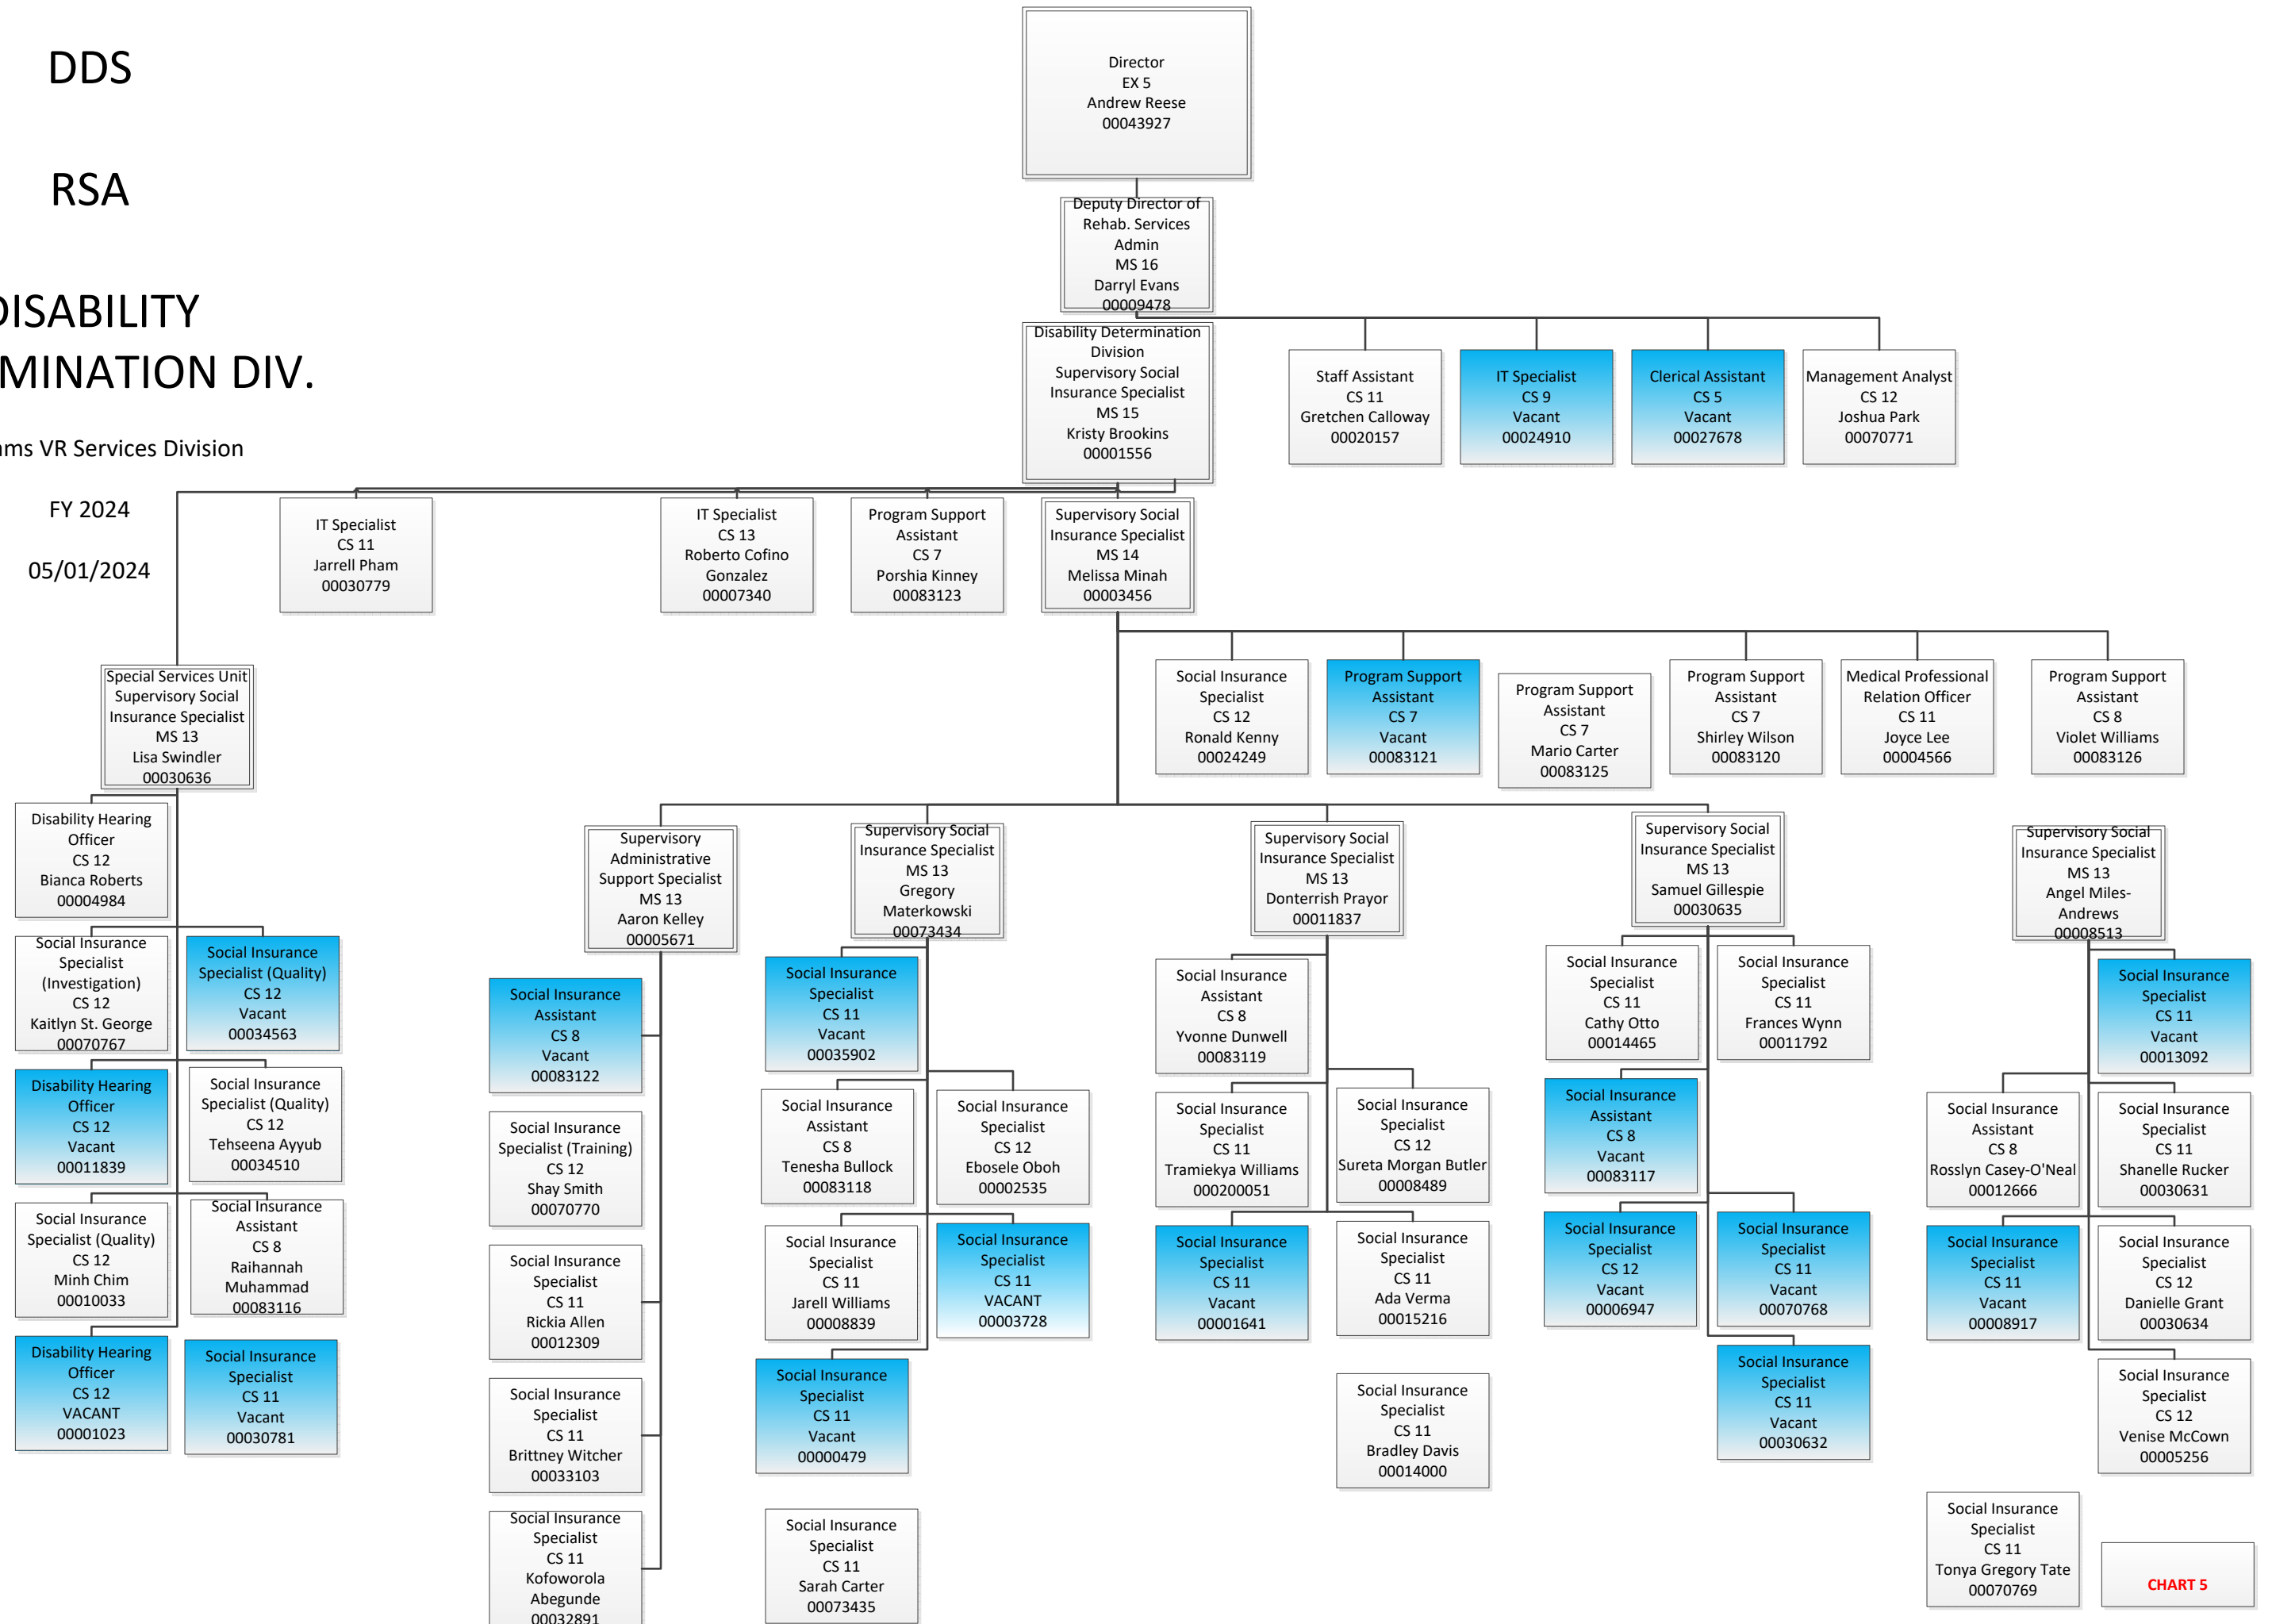 DDS
RSA
DISABILITY
MINATION DIV.
ms VR Services Division
FY 2024
05/01/2024
Director
EX 5
Andrew Reese
00043927
Deputy Director of
Rehab. Services
Admin
MS 16
Darryl Evans
00009478
Disability Determination
Division
Supervisory Social
Insurance Specialist
MS 15
Kristy Brookins
00001556
Staff Assistant
CS 11
Gretchen Calloway
00020157
IT Specialist
CS 9
Vacant
00024910
Clerical Assistant
CS 5
Vacant
00027678
Management Analyst
CS 12
Joshua Park
00070771
IT Specialist
CS 11
Jarrell Pham
00030779
IT Specialist
CS 13
Roberto Cofino
Gonzalez
00007340
Program Support
Assistant
CS 7
Porshia Kinney
00083123
Supervisory Social
Insurance Specialist
MS 14
Melissa Minah
00003456
Social Insurance
Specialist
CS 12
Ronald Kenny
00024249
Program Support
Assistant
CS 7
Vacant
00083121
Program Support
Assistant
CS 7
Mario Carter
00083125
Program Support
Assistant
CS 7
Shirley Wilson
00083120
Medical Professional
Relation Officer
CS 11
Joyce Lee
00004566
Program Support
Assistant
CS 8
Violet Williams
00083126
Special Services Unit
Supervisory Social
Insurance Specialist
MS 13
Lisa Swindler
00030636
Disability Hearing
Officer
CS 12
Bianca Roberts
00004984
Social Insurance
Specialist
(Investigation)
CS 12
Kaitlyn St. George
00070767
Social Insurance
Specialist (Quality)
CS 12
Vacant
00034563
Disability Hearing
Officer
CS 12
Vacant
00011839
Social Insurance
Specialist (Quality)
CS 12
Tehseena Ayyub
00034510
Social Insurance
Specialist (Quality)
CS 12
Minh Chim
00010033
Social Insurance
Assistant
CS 8
Raihannah
Muhammad
00083116
Disability Hearing
Officer
CS 12
VACANT
00001023
Social Insurance
Specialist
CS 11
Vacant
00030781
Supervisory
Administrative
Support Specialist
MS 13
Aaron Kelley
00005671
Social Insurance
Assistant
CS 8
Vacant
00083122
Social Insurance
Specialist (Training)
CS 12
Shay Smith
00070770
Social Insurance
Specialist
CS 11
Rickia Allen
00012309
Social Insurance
Specialist
CS 11
Brittney Witcher
00033103
Social Insurance
Specialist
CS 11
Kofoworola
Abegunde
00032891
Supervisory Social
Insurance Specialist
MS 13
Gregory
Materkowski
00073434
Social Insurance
Specialist
CS 11
Vacant
00035902
Social Insurance
Assistant
CS 8
Tenesha Bullock
00083118
Social Insurance
Specialist
CS 12
Ebosele Oboh
00002535
Social Insurance
Specialist
CS 11
Jarell Williams
00008839
Social Insurance
Specialist
CS 11
VACANT
00003728
Social Insurance
Specialist
CS 11
Vacant
00000479
Social Insurance
Specialist
CS 11
Sarah Carter
00073435
Supervisory Social
Insurance Specialist
MS 13
Donterrish Prayor
00011837
Social Insurance
Assistant
CS 8
Yvonne Dunwell
00083119
Social Insurance
Specialist
CS 11
Tramiekya Williams
000200051
Social Insurance
Specialist
CS 12
Sureta Morgan Butler
00008489
Social Insurance
Specialist
CS 11
Vacant
00001641
Social Insurance
Specialist
CS 11
Ada Verma
00015216
Social Insurance
Specialist
CS 11
Bradley Davis
00014000
Supervisory Social
Insurance Specialist
MS 13
Samuel Gillespie
00030635
Social Insurance
Specialist
CS 11
Cathy Otto
00014465
Social Insurance
Specialist
CS 11
Frances Wynn
00011792
Social Insurance
Assistant
CS 8
Vacant
00083117
Social Insurance
Specialist
CS 12
Vacant
00006947
Social Insurance
Specialist
CS 11
Vacant
00070768
Social Insurance
Specialist
CS 11
Vacant
00030632
Supervisory Social
Insurance Specialist
MS 13
Angel Miles-
Andrews
00008513
Social Insurance
Specialist
CS 11
Vacant
00013092
Social Insurance
Assistant
CS 8
Rosslyn Casey-O'Neal
00012666
Social Insurance
Specialist
CS 11
Shanelle Rucker
00030631
Social Insurance
Specialist
CS 11
Vacant
00008917
Social Insurance
Specialist
CS 12
Danielle Grant
00030634
Social Insurance
Specialist
CS 12
Venise McCown
00005256
Social Insurance
Specialist
CS 11
Tonya Gregory Tate
00070769
CHART 5